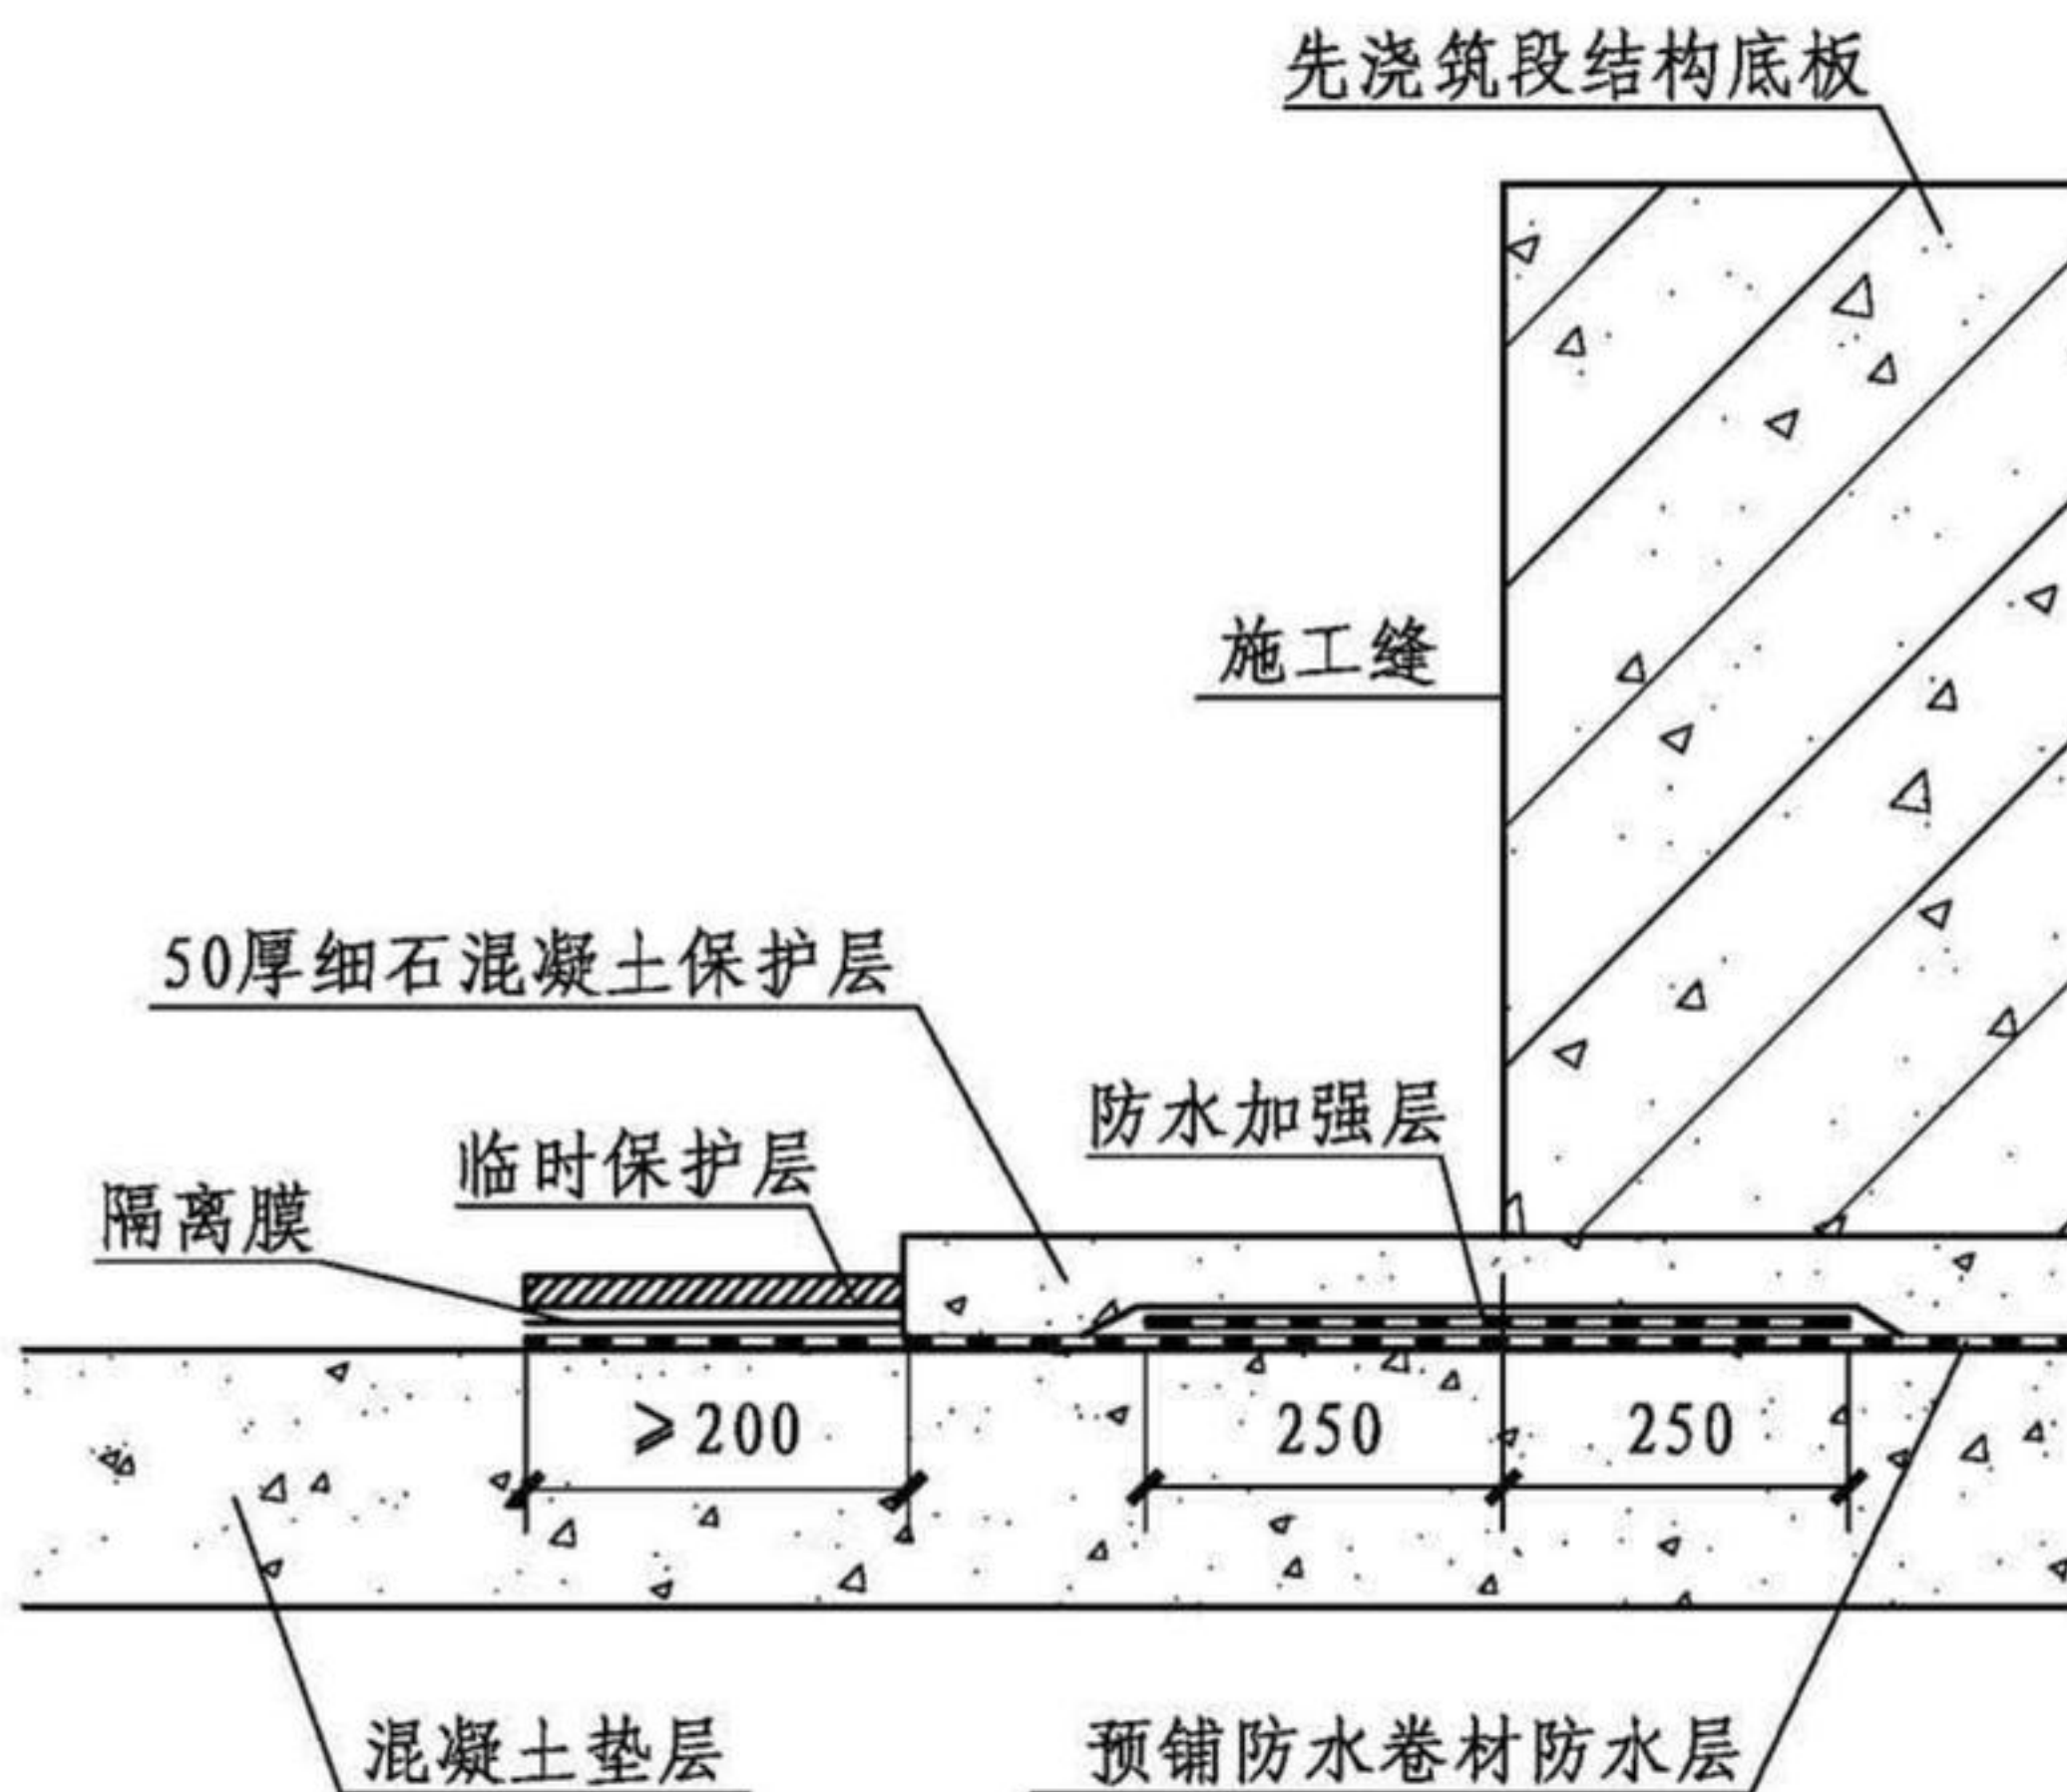 先浇筑段结构底板
施工缝
50厚细石混凝土保护层
防水加强层
临时保护层
隔离膜
≥200
250
250
混凝土垫层
预铺防水卷材防水层